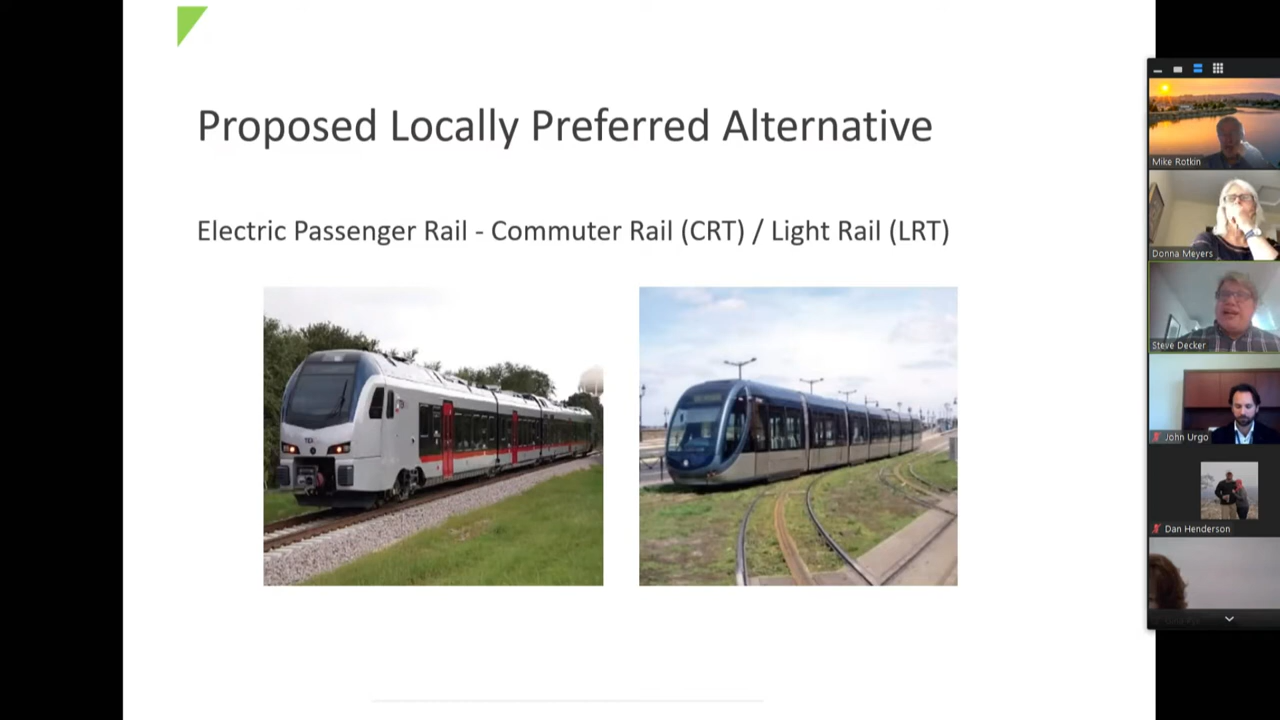 Proposed Locally Preferred Alternative
Electric Passenger Rail - Commuter Rail (CRT) / Light Rail (LRT)
Mike Rotkin
Donna Meyers
Steve Decker
John Urgo
Dan Henderson